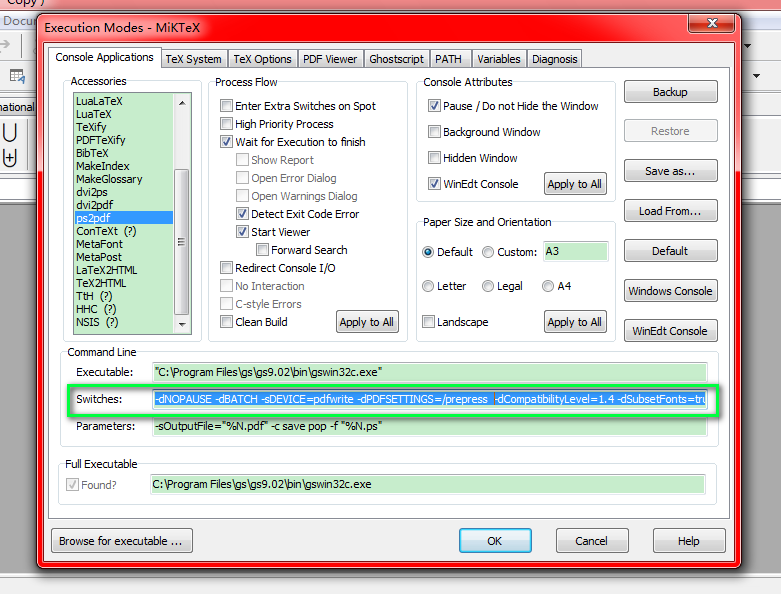 Copy )
Docu
Execution Modes - MiKTeX
national
Console Applications
TeX System
TeX Options
PDF Viewer
Ghostscript
PATH
Variables
Diagnosis
Accessories
LuaLaTeX
LuaTeX
TeXify
PDFTeXify
BibTeX
MakeIndex
MakeGlossary
dvi2ps
dvi2pdf
ps2pdf
ConTeXt (?)
MetaFont
MetaPost
LaTeX2HTML
TeX2HTML
TtH (?)
HHC (?)
NSIS (?)
Process Flow
Enter Extra Switches on Spot
High Priority Process
Wait for Execution to finish
Show Report
Open Error Dialog
Open Warnings Dialog
Detect Exit Code Error
Start Viewer
Forward Search
Redirect Console I/O
No Interaction
C-style Errors
Clean Build
Apply to All
Console Attributes
Pause / Do not Hide the Window
Background Window
Hidden Window
WinEdt Console
Apply to All
Paper Size and Orientation
Default
Custom:
A3
Letter
Legal
A4
Landscape
Apply to All
Backup
Restore
Save as...
Load From...
Default
Windows Console
WinEdt Console
Command Line
Executable:
"C:\Program Files\gs\gs9.02\bin\gswin32c.exe"
Switches:
-dNOPAUSE -dBATCH -sDEVICE=pdfwrite -dPDFSETTINGS=/prepress -dCompatibilityLevel=1.4 -dSubsetFonts=tru
Parameters:
-sOutputFile="%N.pdf" -c save pop -f "%N.ps"
Full Executable
Found?
C:\Program Files\gs\gs9.02\bin\gswin32c.exe
Browse for executable ...
OK
Cancel
Help